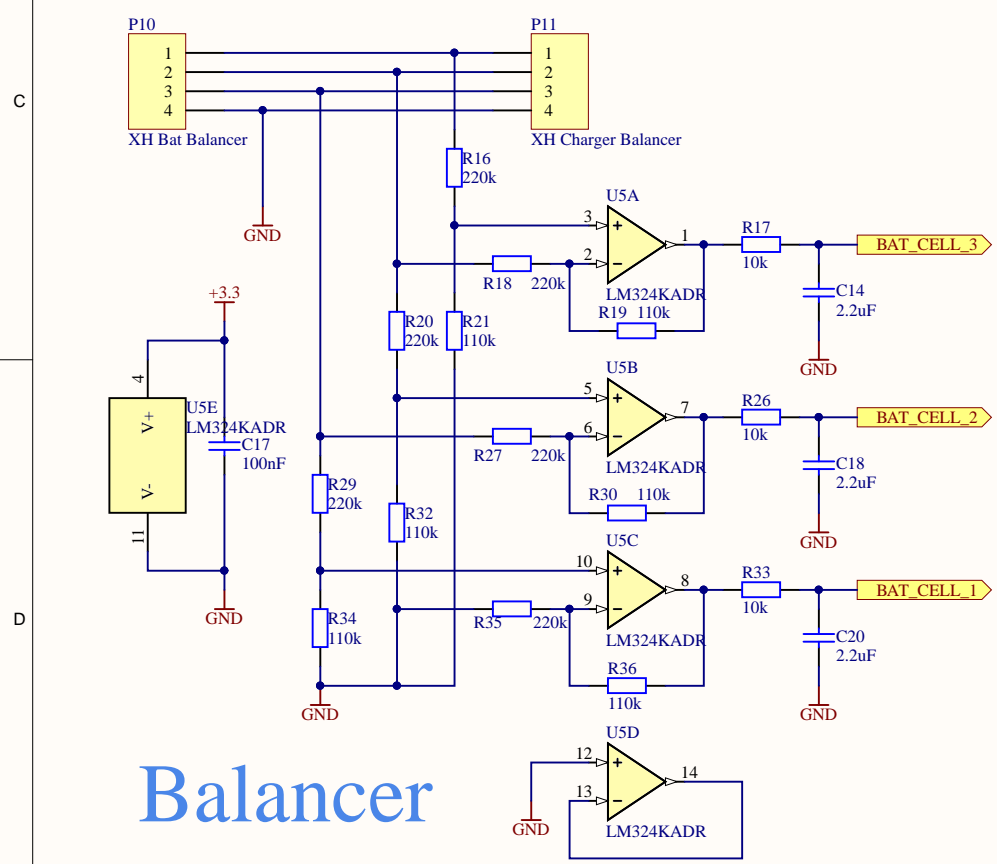 P10
P11
1
2
3
4
1
2
3
4
C
XH Bat Balancer
XH Charger Balancer
R16
220k
GND
U5A
3
2
1
LM324KADR
R17
10k
BAT_CELL_3
R18 220k
R19 110k
C14
2.2uF
GND
+3.3
R20
220k
R21
110k
4
U5E
LM324KADR
V+
V-
C17
100nF
11
GND
U5B
5
6
7
LM324KADR
R26
10k
BAT_CELL_2
R27 220k
R30 110k
C18
2.2uF
GND
R29
220k
R32
110k
U5C
10
9
8
LM324KADR
R33
10k
BAT_CELL_1
D
R34
110k
R35 220k
R36
110k
C20
2.2uF
GND
GND
U5D
12
13
14
LM324KADR
GND
Balancer